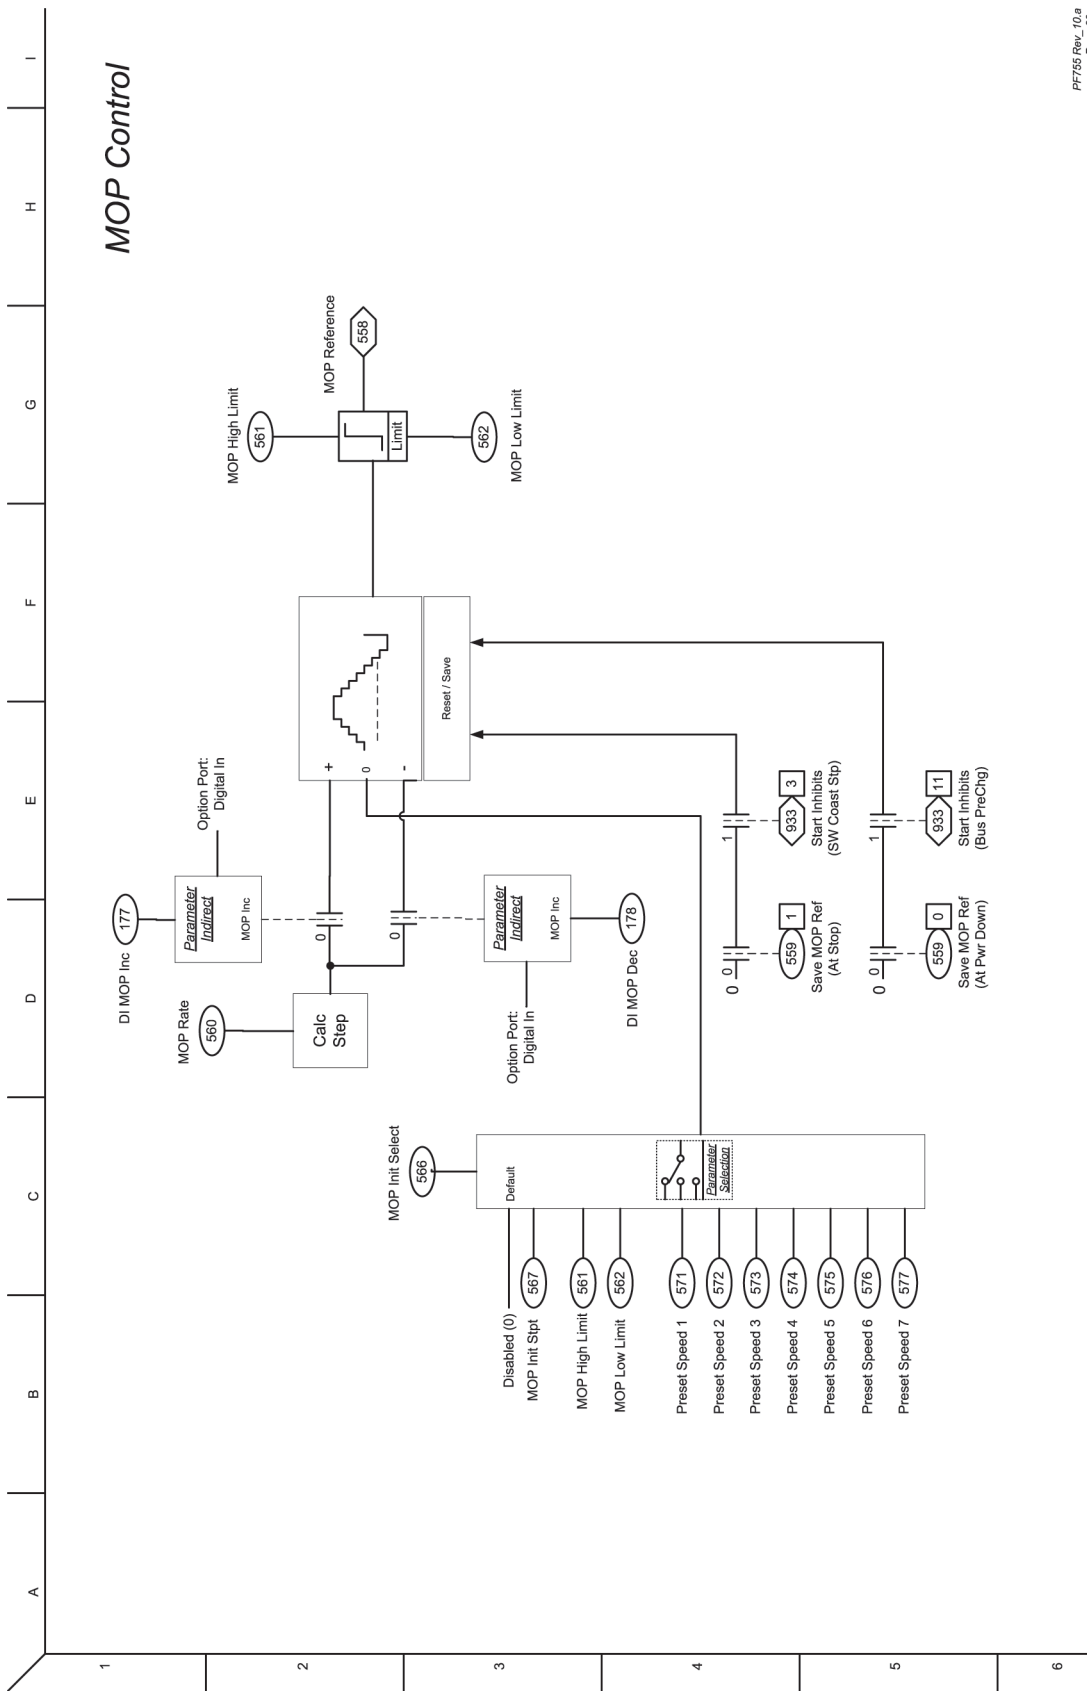 A
B
C
D
E
F
G
H
I
1
2
3
4
5
6
MOP Control
DI MOP Inc
177
Parameter
Indirect
MOP Inc
Option Port:
Digital In
MOP Rate
560
Calc
Step
0
0
Option Port:
Digital In
Parameter
Indirect
MOP Inc
DI MOP Dec
178
+
0
-
Reset / Save
MOP High Limit
561
Limit
562
MOP Low Limit
MOP Reference
558
MOP Init Select
566
Default
Parameter
Selection
Disabled (0)
MOP Init Stpt
567
MOP High Limit
561
MOP Low Limit
562
Preset Speed 1
571
Preset Speed 2
572
Preset Speed 3
573
Preset Speed 4
574
Preset Speed 5
575
Preset Speed 6
576
Preset Speed 7
577
0
0
1
559
1
Save MOP Ref
(At Stop)
933
3
Start Inhibits
(SW Coast Stp)
0
0
1
559
0
Save MOP Ref
(At Pwr Down)
933
11
Start Inhibits
(Bus PreChg)
PF755 Rev_10.a